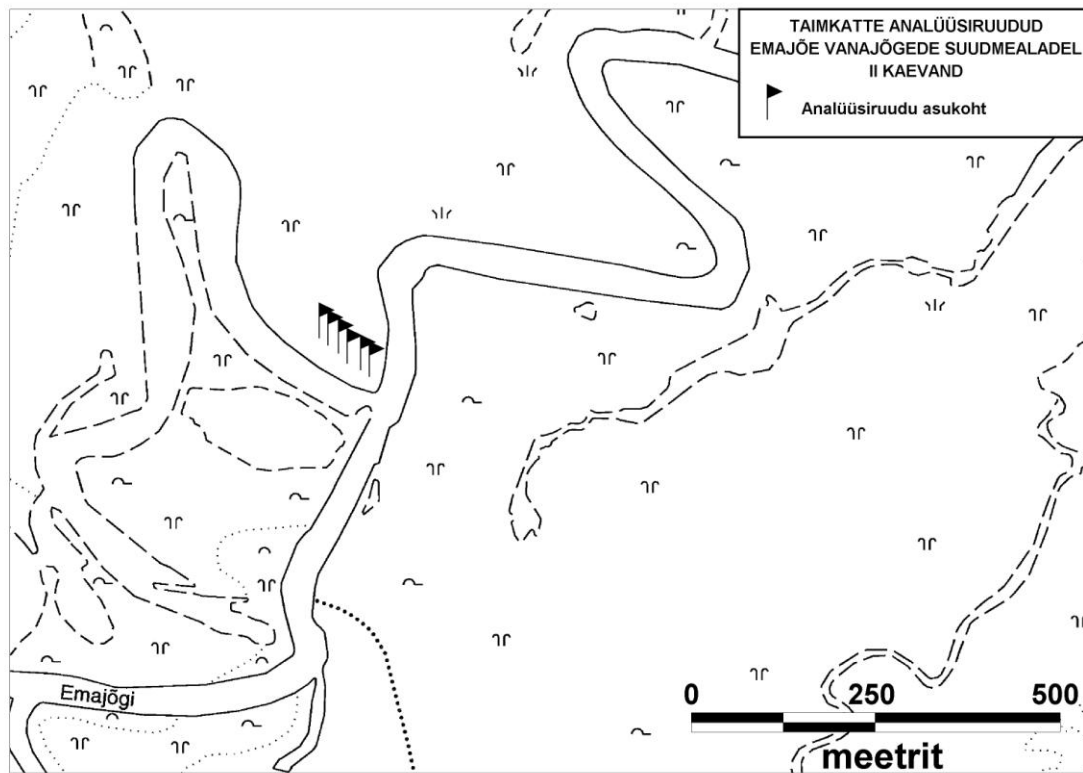 TAIMKATTE ANALÜÜSIRUUDUD
EMAJÕE VANAJÕGEDE SUUDMEALADEL
II KAEVAND
Analüüsiruudu asukoht
Emajõgi
0 250 500
meetrit